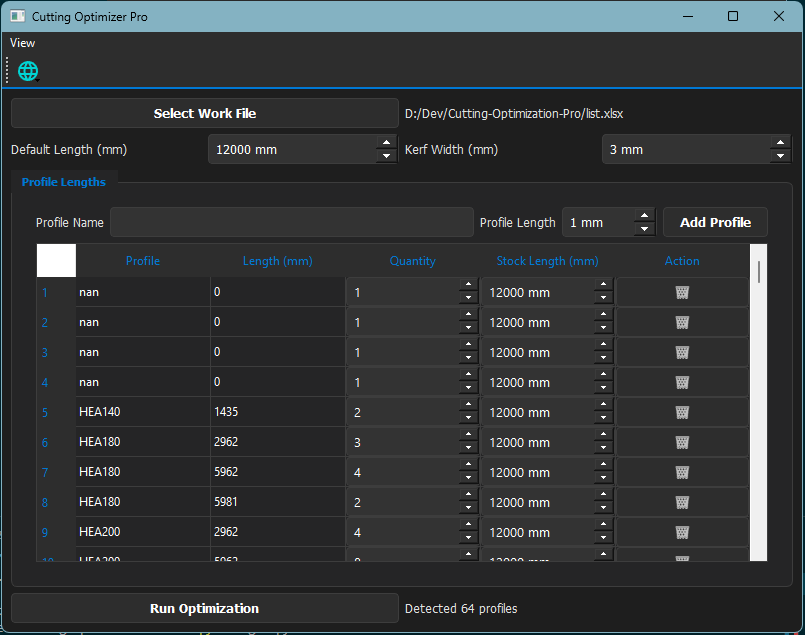 Cutting Optimizer Pro
View
Select Work File D:/Dev/Cutting-Optimization-Pro/list.xlsx
Default Length (mm) 12000 mm Kerf Width (mm) 3 mm
Profile Lengths
Profile Name Profile Length 1 mm Add Profile
Profile Length (mm) Quantity Stock Length (mm) Action
1 nan 0 1 12000 mm
2 nan 0 1 12000 mm
3 nan 0 1 12000 mm
4 nan 0 1 12000 mm
5 HEA140 1435 2 12000 mm
6 HEA180 2962 3 12000 mm
7 HEA180 5962 4 12000 mm
8 HEA180 5981 2 12000 mm
9 HEA200 2962 4 12000 mm
10 HEA200 12000 mm
Run Optimization Detected 64 profiles